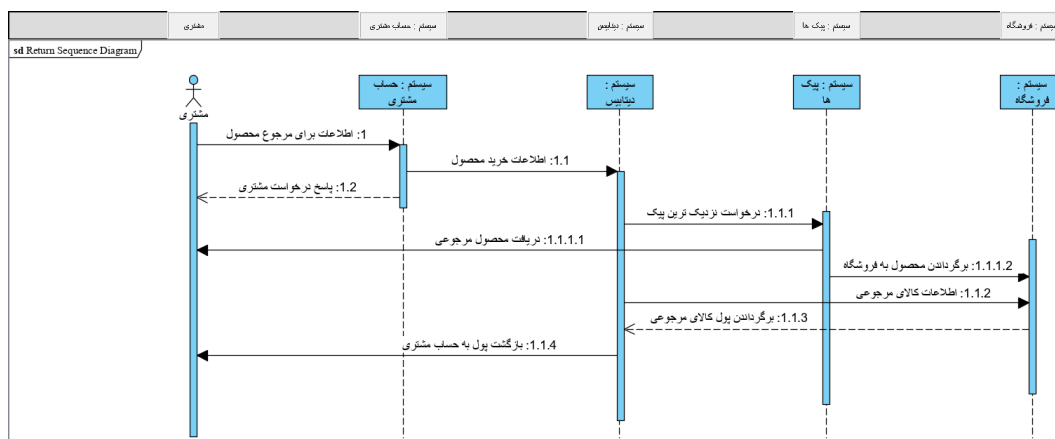 مشتری
سیستم : حساب مشتری
سیستم : دیتابیس
سیستم : پیک ها
سیستم : فروشگاه
sd Return Sequence Diagram
مشتری
سیستم : حساب
مشتری
سیستم :
دیتابیس
سیستم : پیک
ها
سیستم :
فروشگاه
1: اطلاعات برای مرجوع محصول
1.1: اطلاعات خرید محصول
1.2: پاسخ درخواست مشتری
1.1.1: درخواست نزدیک ترین پیک
1.1.1.1: دریافت محصول مرجوعی
1.1.1.2: برگرداندن محصول به فروشگاه
1.1.2: اطلاعات کالای مرجوعی
1.1.3: برگرداندن پول کالای مرجوعی
1.1.4: بازگشت پول به حساب مشتری